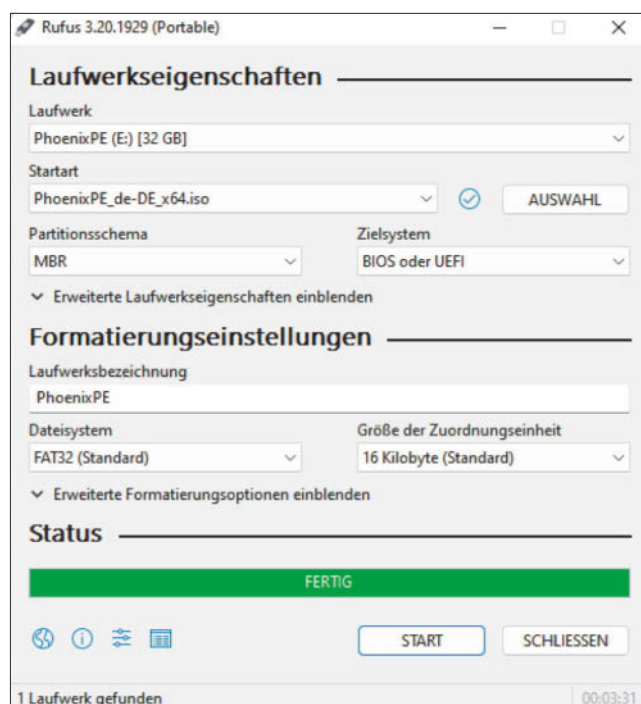 Rufus 3.20.1929 (Portable)
Laufwerkseigenschaften
Laufwerk
PhoenixPE (E:) [32 GB]
Startart
PhoenixPE_de-DE_x64.iso
AUSWAHL
Partitionsschema
Zielsystem
MBR
BIOS oder UEFI
Erweiterte Laufwerkseigenschaften einblenden
Formatierungseinstellungen
Laufwerksbezeichnung
PhoenixPE
Dateisystem
Größe der Zuordnungseinheit
FAT32 (Standard)
16 Kilobyte (Standard)
Erweiterte Formatierungsoptionen einblenden
Status
FERTIG
START
SCHLIESSEN
1 Laufwerk gefunden
00:03:31